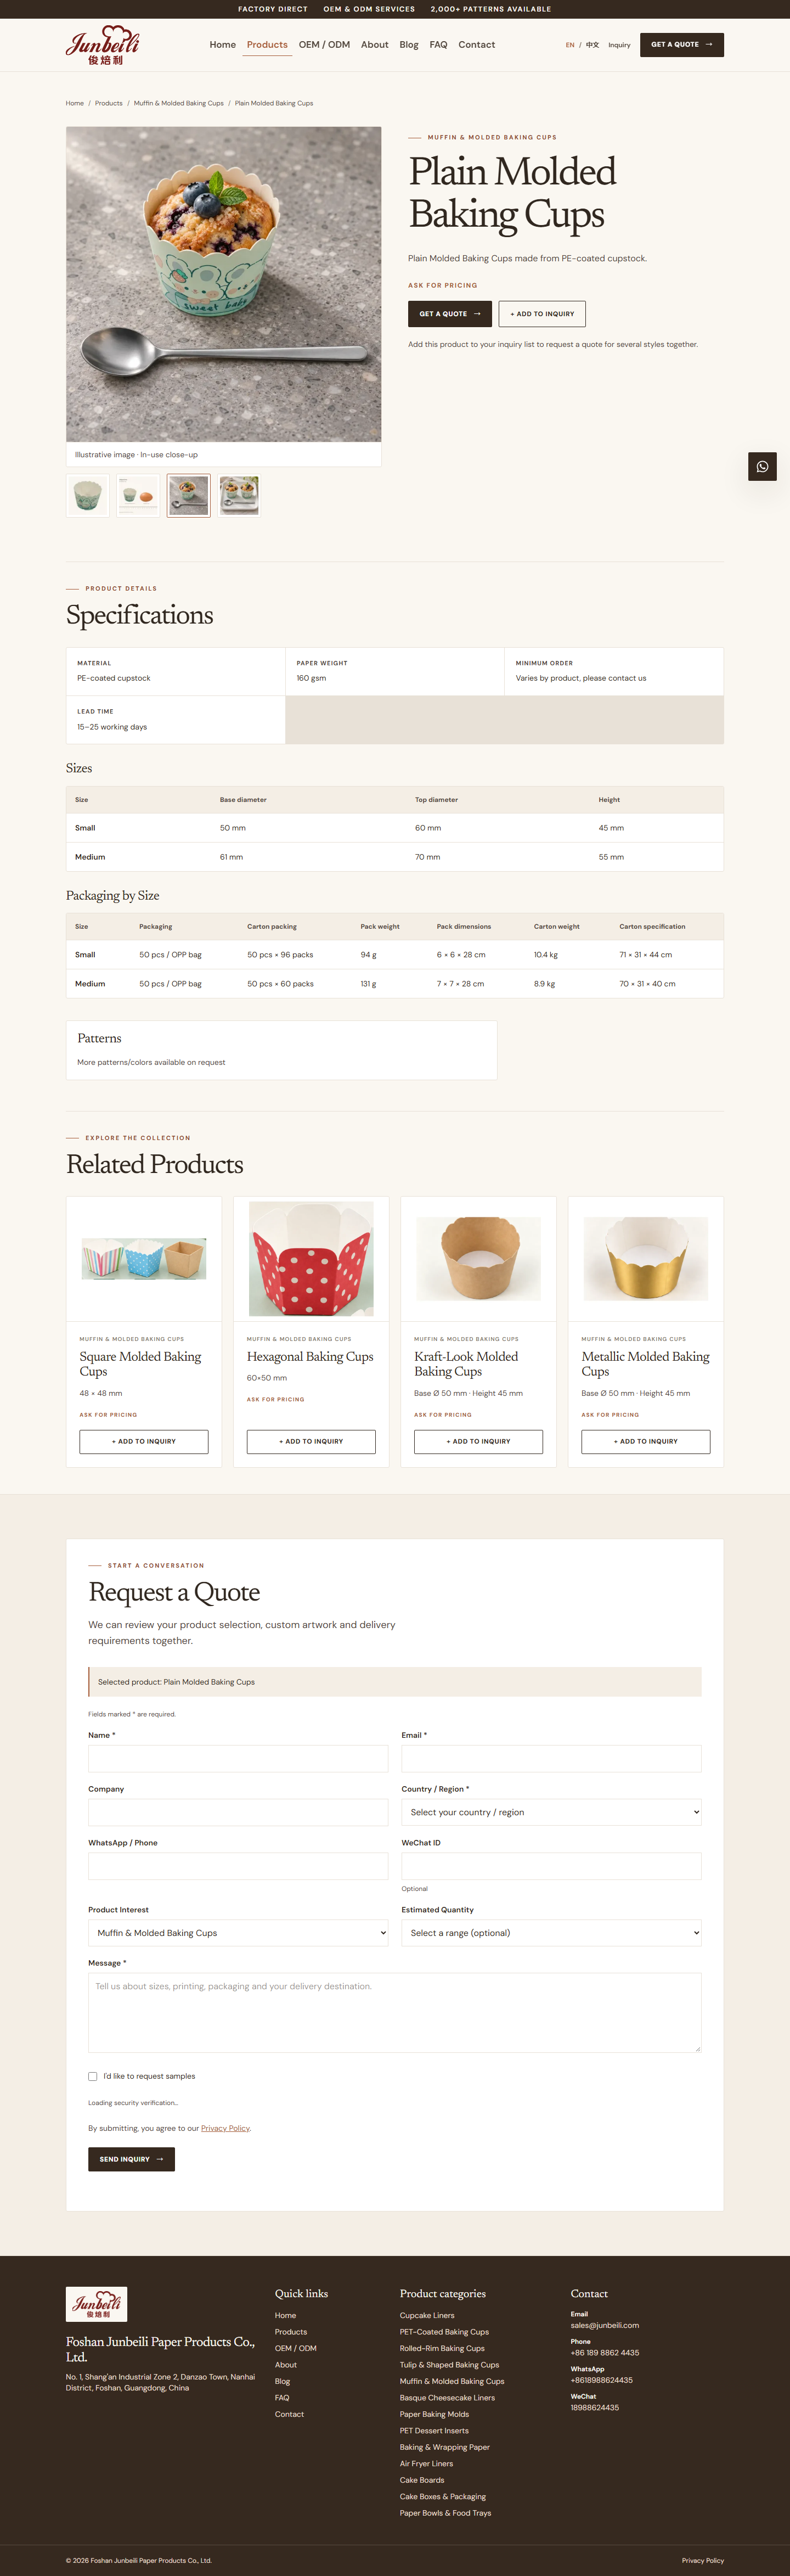 FACTORY DIRECT OEM & ODM SERVICES 2,000+ PATTERNS AVAILABLE
Junbeili
俊焙利
Home Products OEM / ODM About Blog FAQ Contact
EN / 中文 Inquiry GET A QUOTE →
Home / Products / Muffin & Molded Baking Cups / Plain Molded Baking Cups
sweet bake
Illustrative image · In-use close-up
MUFFIN & MOLDED BAKING CUPS
Plain Molded
Baking Cups
Plain Molded Baking Cups made from PE-coated cupstock.
ASK FOR PRICING
GET A QUOTE →
+ ADD TO INQUIRY
Add this product to your inquiry list to request a quote for several styles together.
PRODUCT DETAILS
Specifications
MATERIAL
PE-coated cupstock
PAPER WEIGHT
160 gsm
MINIMUM ORDER
Varies by product, please contact us
LEAD TIME
15–25 working days
Sizes
Size Base diameter Top diameter Height
Small 50 mm 60 mm 45 mm
Medium 61 mm 70 mm 55 mm
Packaging by Size
Size Packaging Carton packing Pack weight Pack dimensions Carton weight Carton specification
Small 50 pcs / OPP bag 50 pcs × 96 packs 94 g 6 × 6 × 28 cm 10.4 kg 71 × 31 × 44 cm
Medium 50 pcs / OPP bag 50 pcs × 60 packs 131 g 7 × 7 × 28 cm 8.9 kg 70 × 31 × 40 cm
Patterns
More patterns/colors available on request
EXPLORE THE COLLECTION
Related Products
MUFFIN & MOLDED BAKING CUPS
Square Molded Baking
Cups
48 × 48 mm
ASK FOR PRICING
+ ADD TO INQUIRY
MUFFIN & MOLDED BAKING CUPS
Hexagonal Baking Cups
60×50 mm
ASK FOR PRICING
+ ADD TO INQUIRY
MUFFIN & MOLDED BAKING CUPS
Kraft-Look Molded
Baking Cups
Base Ø 50 mm · Height 45 mm
ASK FOR PRICING
+ ADD TO INQUIRY
MUFFIN & MOLDED BAKING CUPS
Metallic Molded Baking
Cups
Base Ø 50 mm · Height 45 mm
ASK FOR PRICING
+ ADD TO INQUIRY
START A CONVERSATION
Request a Quote
We can review your product selection, custom artwork and delivery
requirements together.
Selected product: Plain Molded Baking Cups
Fields marked * are required.
Name *
Email *
Company
Country / Region *
Select your country / region
WhatsApp / Phone
WeChat ID
Optional
Product Interest
Muffin & Molded Baking Cups
Estimated Quantity
Select a range (optional)
Message *
Tell us about sizes, printing, packaging and your delivery destination.
I'd like to request samples
Loading security verification…
By submitting, you agree to our Privacy Policy.
SEND INQUIRY →
Junbeili
俊焙利
Foshan Junbeili Paper Products Co.,
Ltd.
No. 1, Shang'an Industrial Zone 2, Danzao Town, Nanhai
District, Foshan, Guangdong, China
Quick links
Home
Products
OEM / ODM
About
Blog
FAQ
Contact
Product categories
Cupcake Liners
PET-Coated Baking Cups
Rolled-Rim Baking Cups
Tulip & Shaped Baking Cups
Muffin & Molded Baking Cups
Basque Cheesecake Liners
Paper Baking Molds
PET Dessert Inserts
Baking & Wrapping Paper
Air Fryer Liners
Cake Boards
Cake Boxes & Packaging
Paper Bowls & Food Trays
Contact
Email
sales@junbeili.com
Phone
+86 189 8862 4435
WhatsApp
+8618988624435
WeChat
18988624435
© 2026 Foshan Junbeili Paper Products Co., Ltd.
Privacy Policy